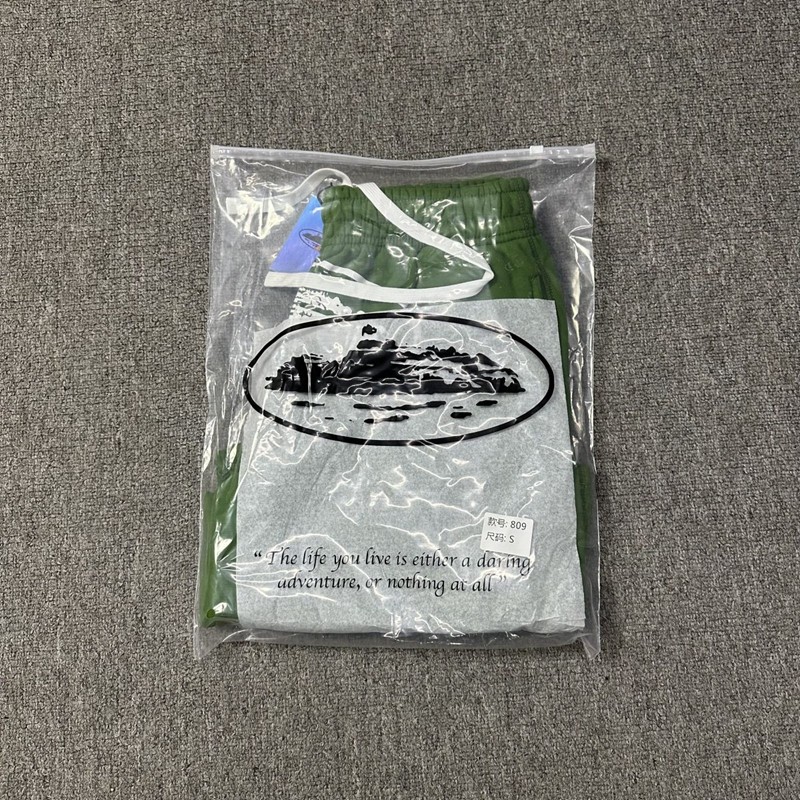 款号: 809
尺码: S
“ The life you live is either a daring
adventure, or nothing at all ”